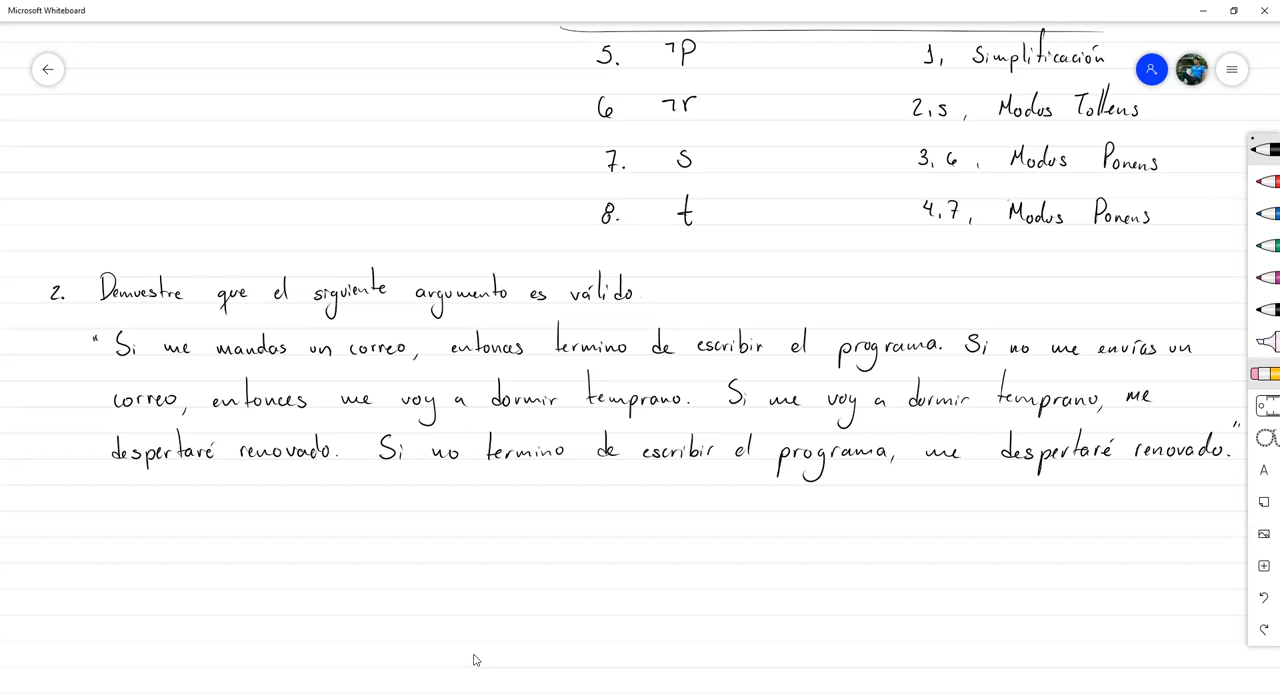 Microsoft Whiteboard
5. ¬P 1, Simplificación
6 ¬r 2,5, Modus Tollens
7. s 3,6, Modus Ponens
8. t 4,7, Modus Ponens
2. Demuestre que el siguiente argumento es válido.
"Si me mandas un correo, entonces termino de escribir el programa. Si no me envías un
correo, entonces me voy a dormir temprano. Si me voy a dormir temprano, me
despertaré renovado. Si no termino de escribir el programa, me despertaré renovado."
A